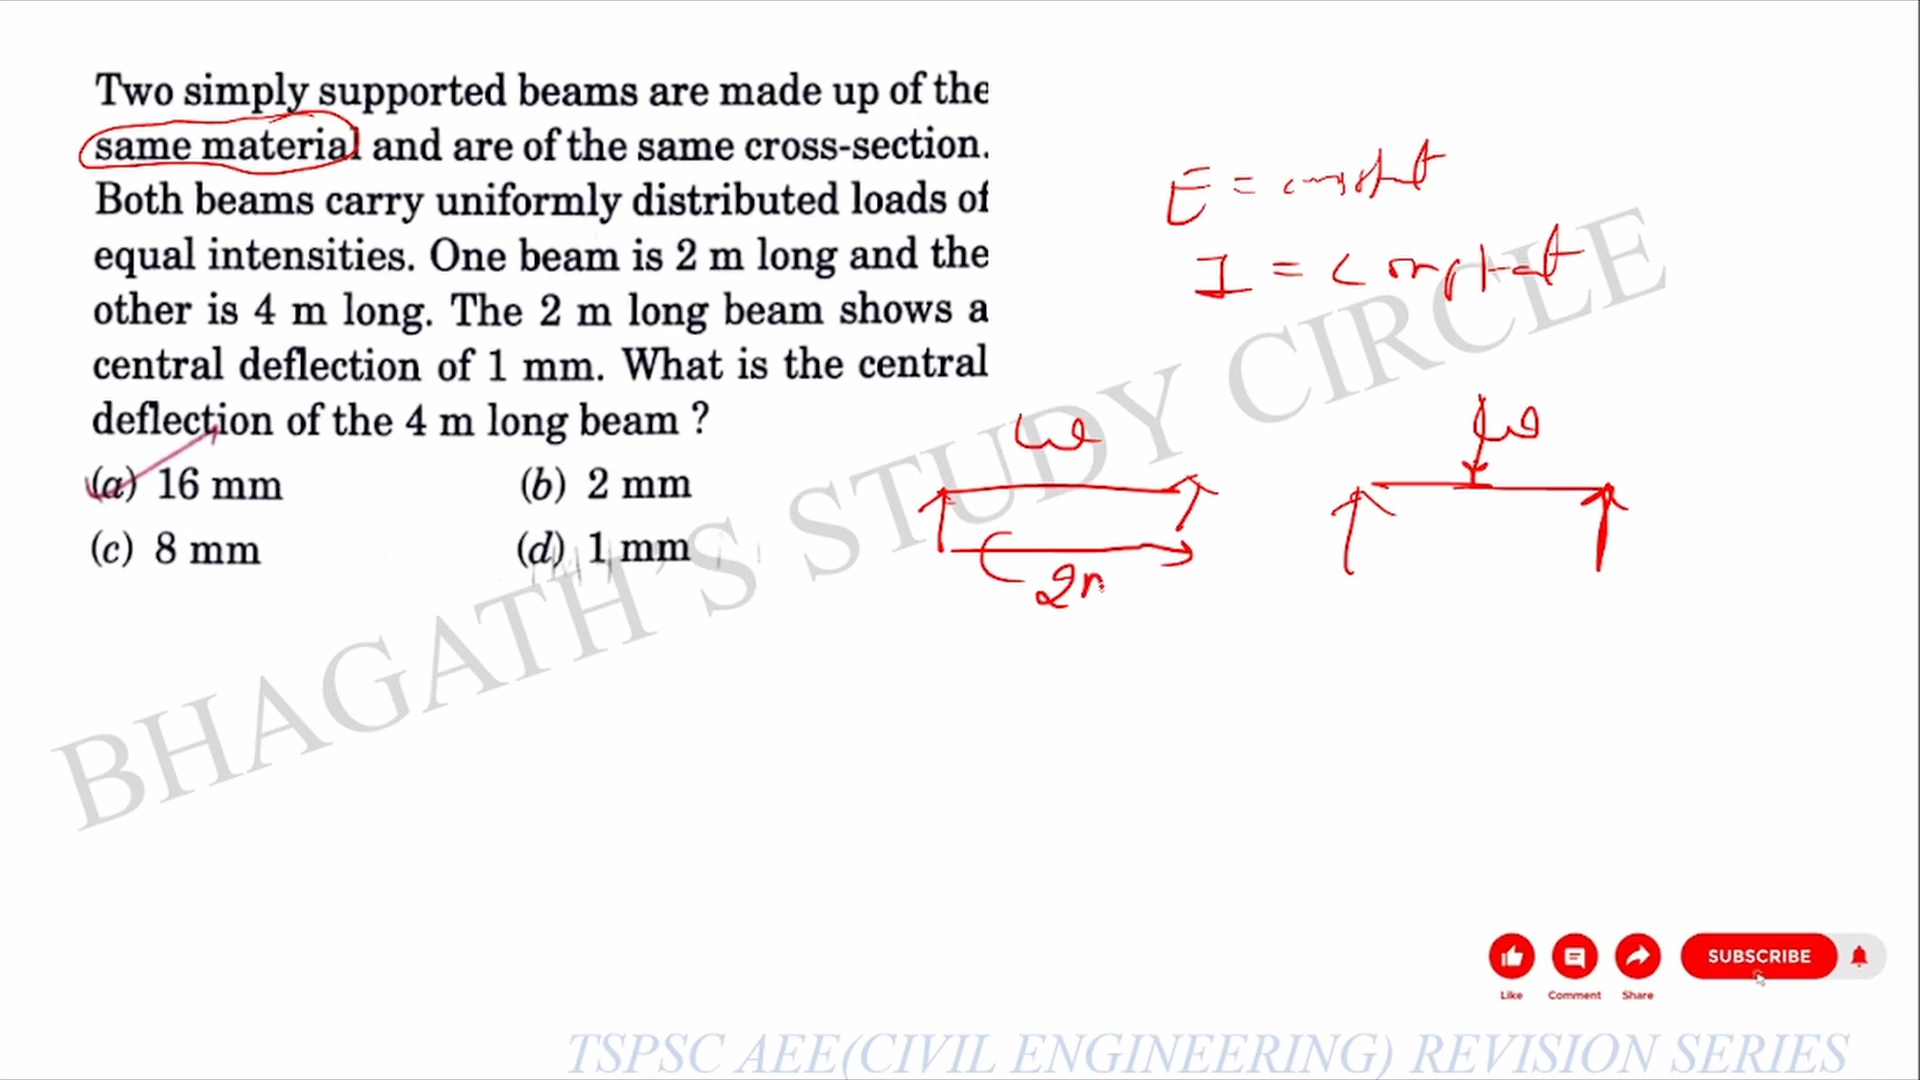 Two simply supported beams are made up of the
same material and are of the same cross-section.
Both beams carry uniformly distributed loads of
equal intensities. One beam is 2 m long and the
other is 4 m long. The 2 m long beam shows a
central deflection of 1 mm. What is the central
deflection of the 4 m long beam ?
(a) 16 mm (b) 2 mm
(c) 8 mm (d) 1 mm
E = constt
I = constant
ω
ω
2m
BHAGATH'S STUDY CIRCLE
Like Comment Share SUBSCRIBE
TSPSC AEE(CIVIL ENGINEERING) REVISION SERIES